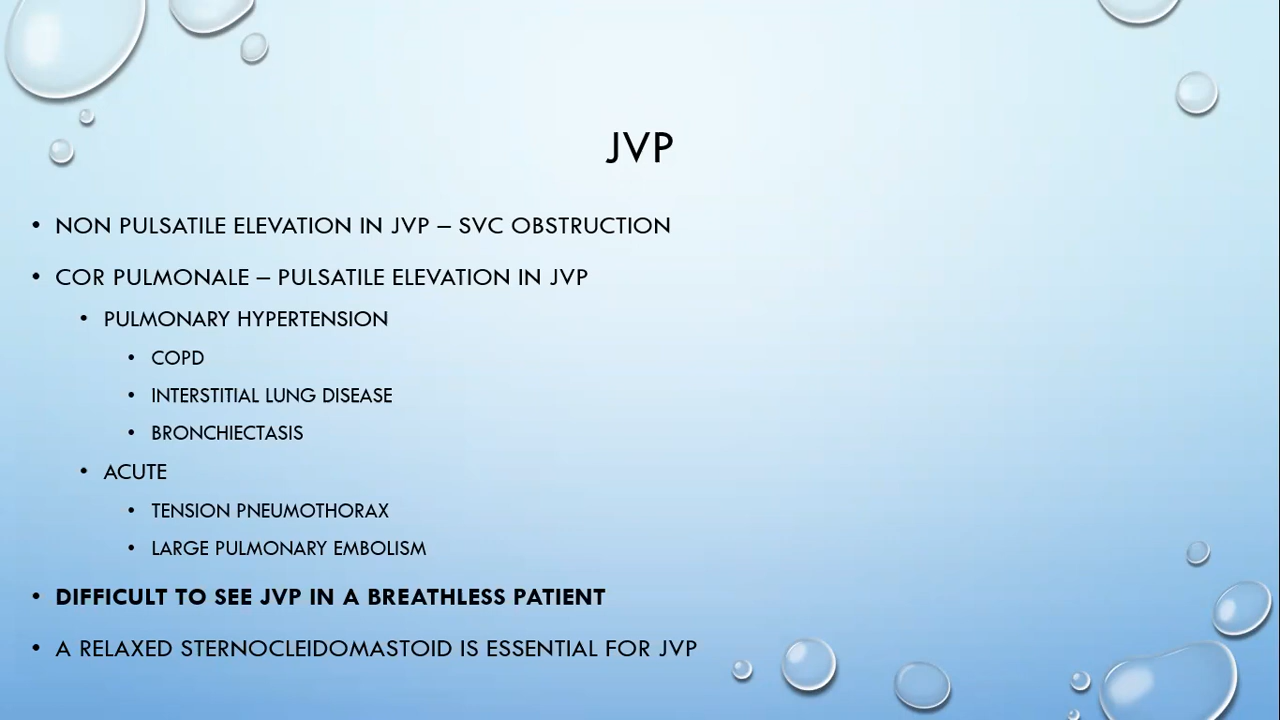 JVP
• NON PULSATILE ELEVATION IN JVP – SVC OBSTRUCTION
• COR PULMONALE – PULSATILE ELEVATION IN JVP
• PULMONARY HYPERTENSION
• COPD
• INTERSTITIAL LUNG DISEASE
• BRONCHIECTASIS
• ACUTE
• TENSION PNEUMOTHORAX
• LARGE PULMONARY EMBOLISM
• DIFFICULT TO SEE JVP IN A BREATHLESS PATIENT
• A RELAXED STERNOCLEIDOMASTOID IS ESSENTIAL FOR JVP